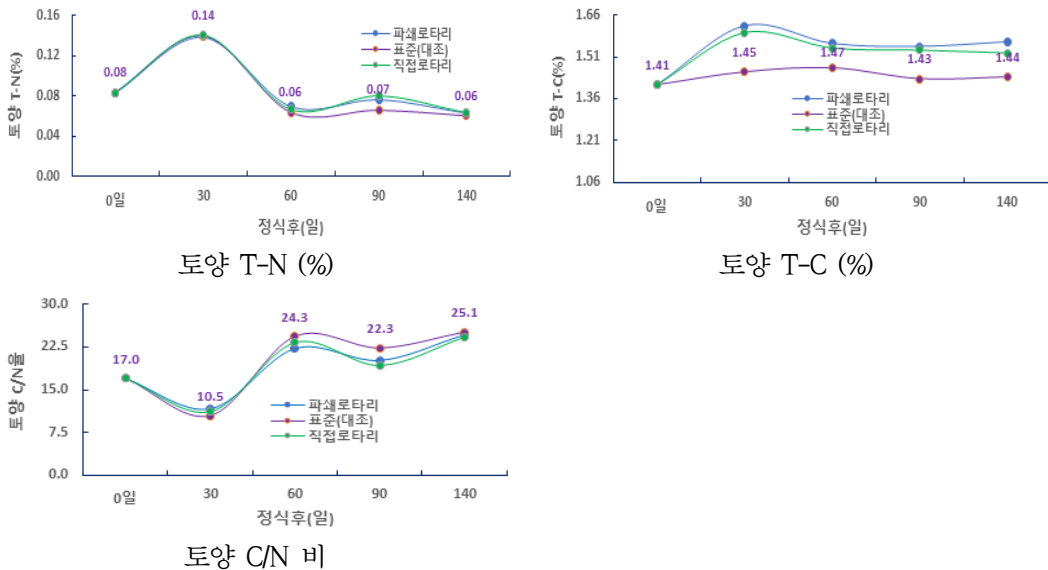 토양 T-N(%)
0.16
0.12
0.08
0.04
0.00
0.08
0.14
0.06
0.07
0.06
파쇄로타리
표준(대조)
직접로타리
0일
30
60
90
140
정식후(일)
토양 T-N (%)
토양 T-C(%)
1.66
1.51
1.36
1.21
1.06
1.41
1.45
1.47
1.43
1.44
파쇄로타리
표준(대조)
직접로타리
0일
30
60
90
140
정식후(일)
토양 T-C (%)
토양 C/N율
30.0
22.5
15.0
7.5
0.0
17.0
10.5
24.3
22.3
25.1
파쇄로타리
표준(대조)
직접로타리
0일
30
60
90
140
정식후(일)
토양 C/N 비